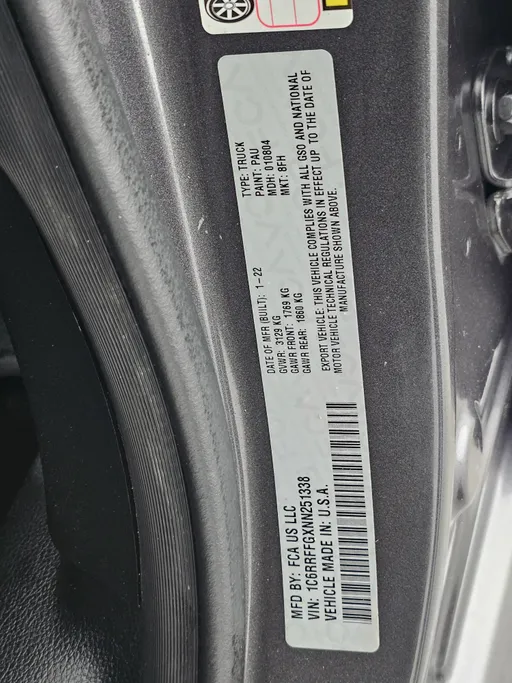 MFD BY: FCA US LLC
VIN: 1C6RRFFGXNN251338
VEHICLE MADE IN: U.S.A.
DATE OF MFR (BUILT): 1-22
GVWR: 3129 KG
GAWR FRONT: 1769 KG
GAWR REAR: 1860 KG
TYPE: TRUCK
PAINT: PAU
MDH: 010804
MKT: 8FH
EXPORT VEHICLE: THIS VEHICLE COMPLIES WITH ALL GSO AND NATIONAL
MOTOR VEHICLE TECHNICAL REGULATIONS IN EFFECT UP TO THE DATE OF
MANUFACTURE SHOWN ABOVE.